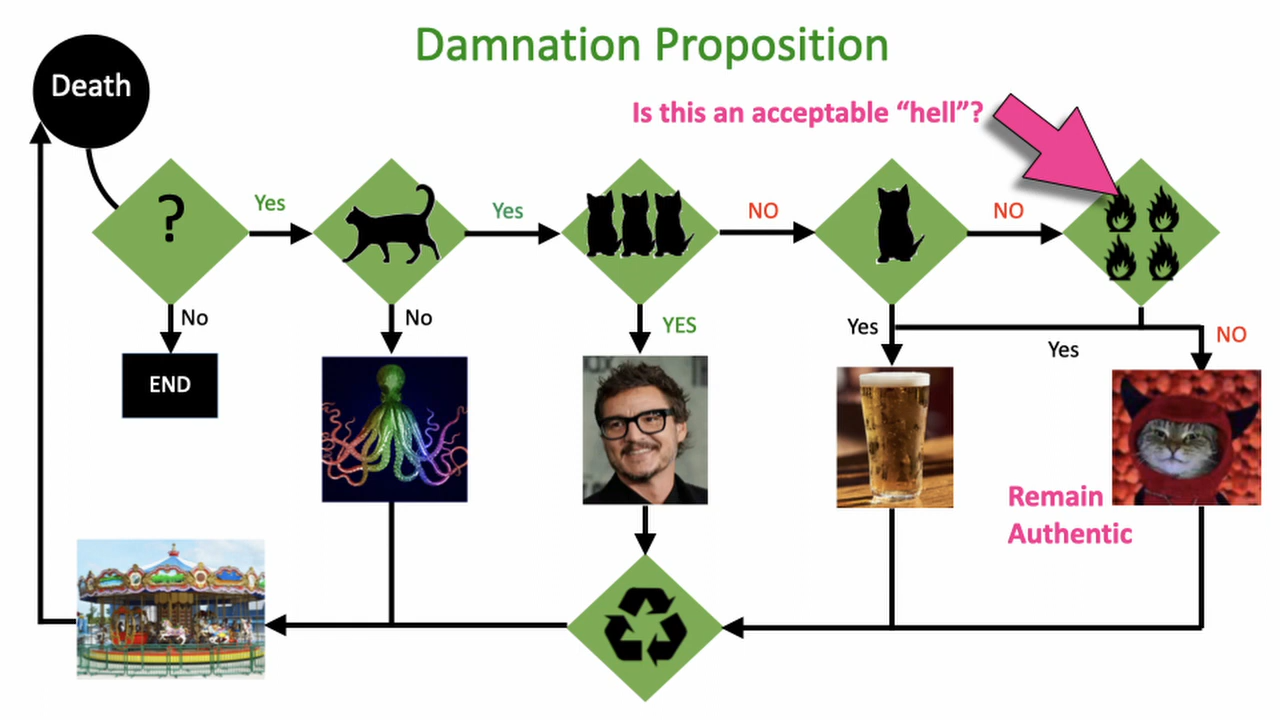 Damnation Proposition
Death
Is this an acceptable “hell”?
?
Yes
Yes
NO
NO
No
No
YES
Yes
Yes
NO
END
Remain
Authentic